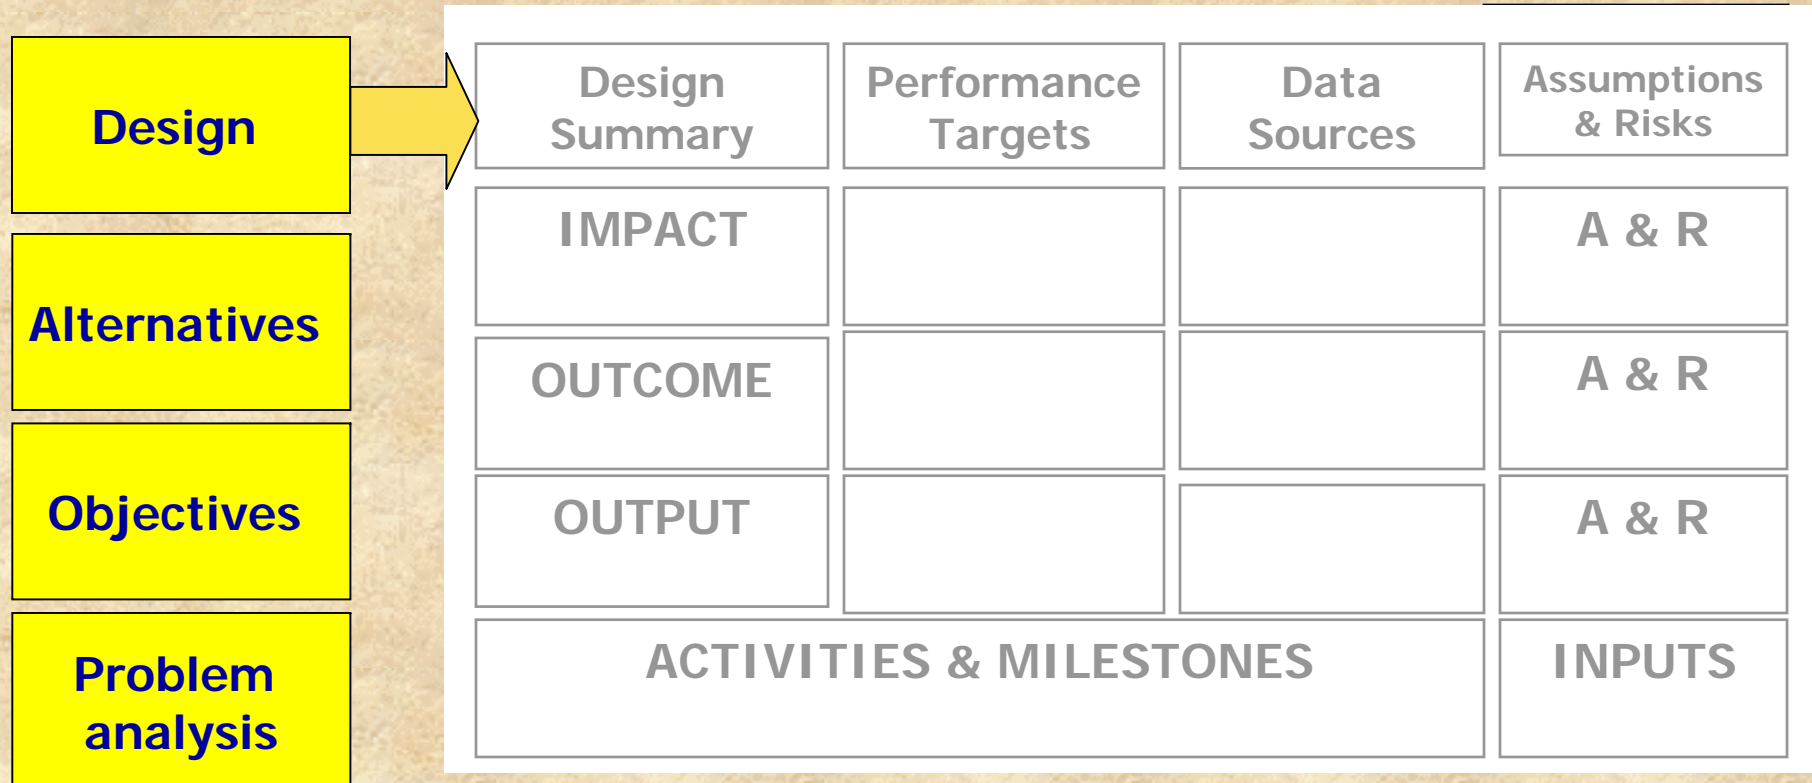 Design
Alternatives
Objectives
Problem
analysis
Design
Summary
Performance
Targets
Data
Sources
Assumptions
& Risks
IMPACT
A & R
OUTCOME
A & R
OUTPUT
A & R
ACTIVITIES & MILESTONES
INPUTS